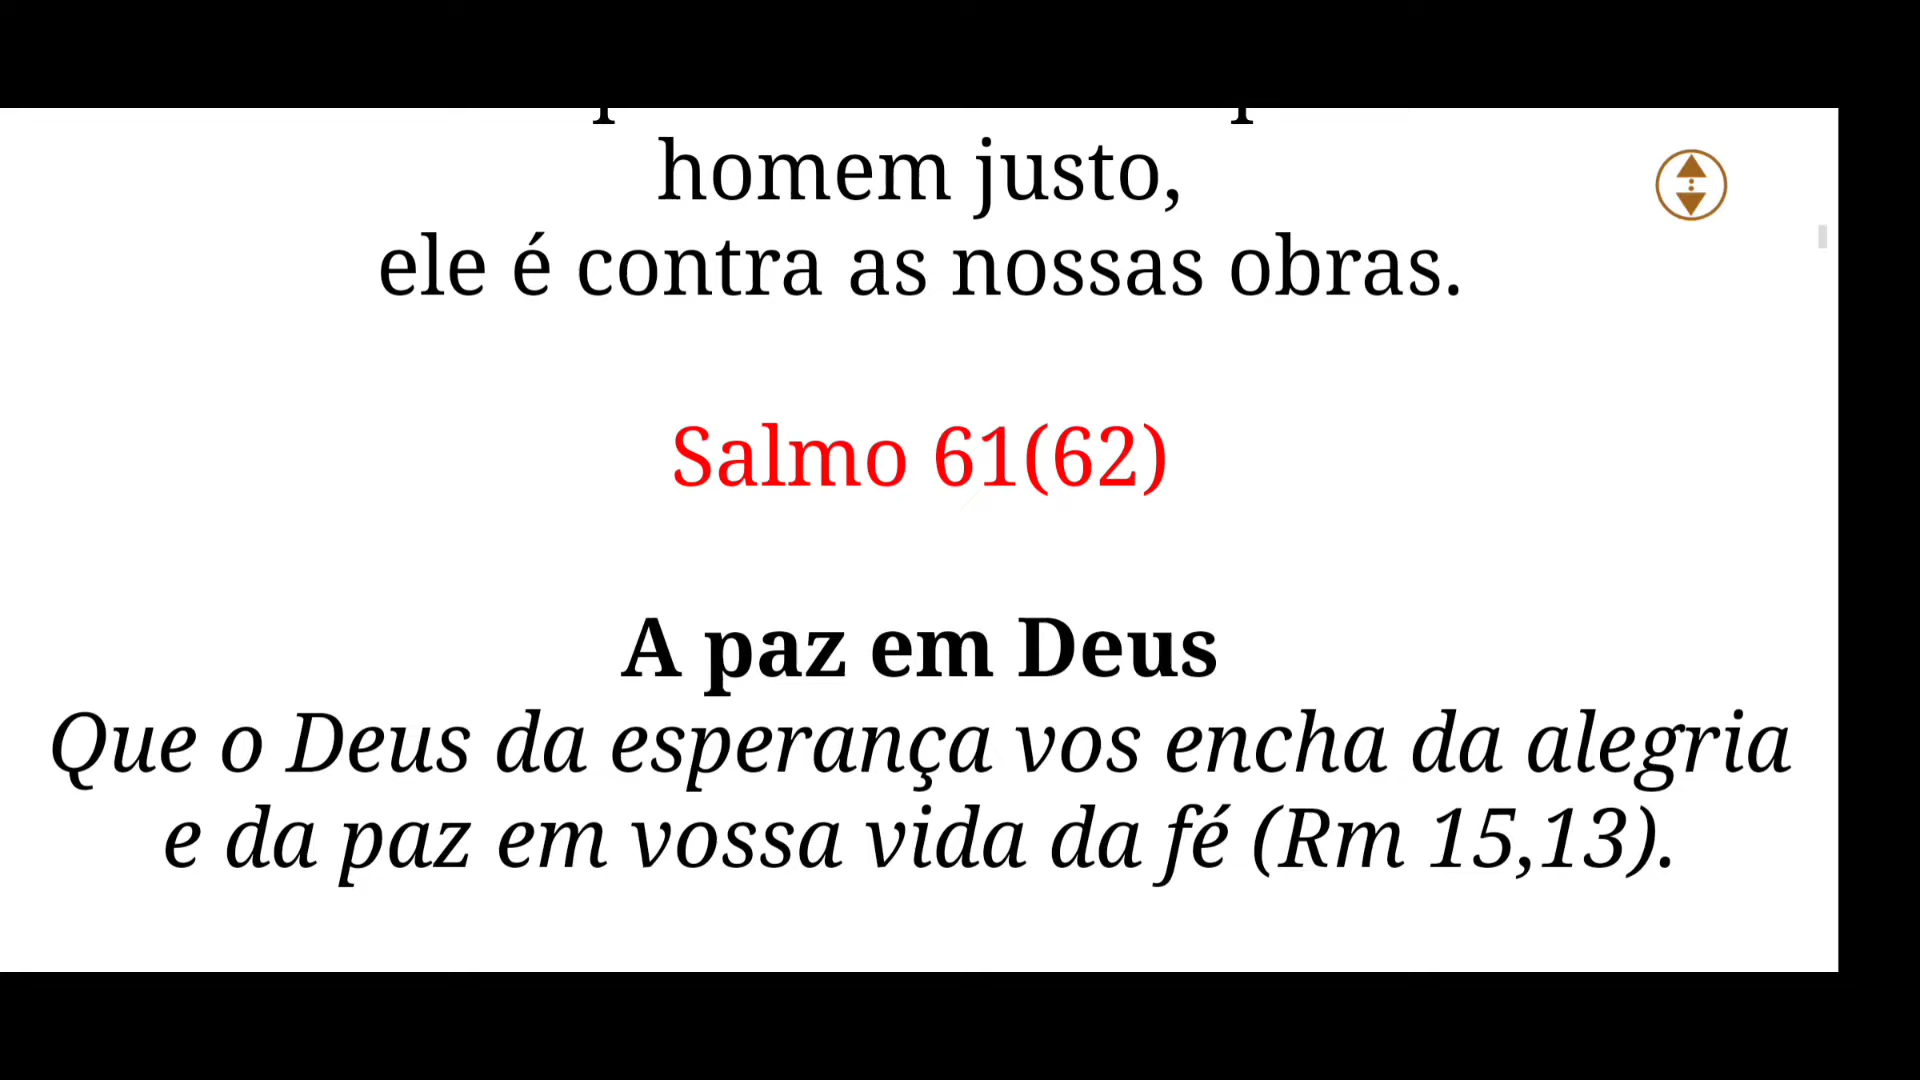 homem justo,
ele é contra as nossas obras.
Salmo 61(62)
A paz em Deus
Que o Deus da esperança vos encha da alegria
e da paz em vossa vida da fé (Rm 15,13).